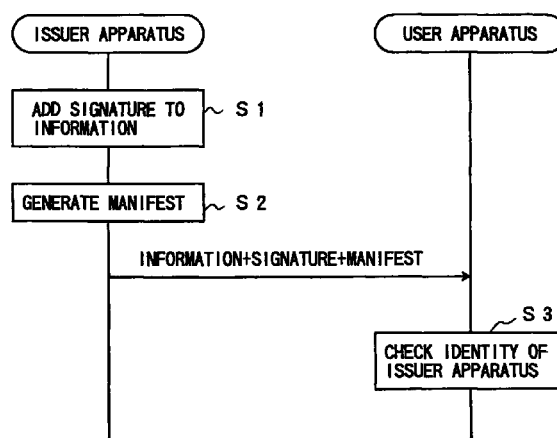 ISSUER APPARATUS
USER APPARATUS
ADD SIGNATURE TO
INFORMATION
S 1
GENERATE MANIFEST
S 2
INFORMATION+SIGNATURE+MANIFEST
S 3
CHECK IDENTITY OF
ISSUER APPARATUS